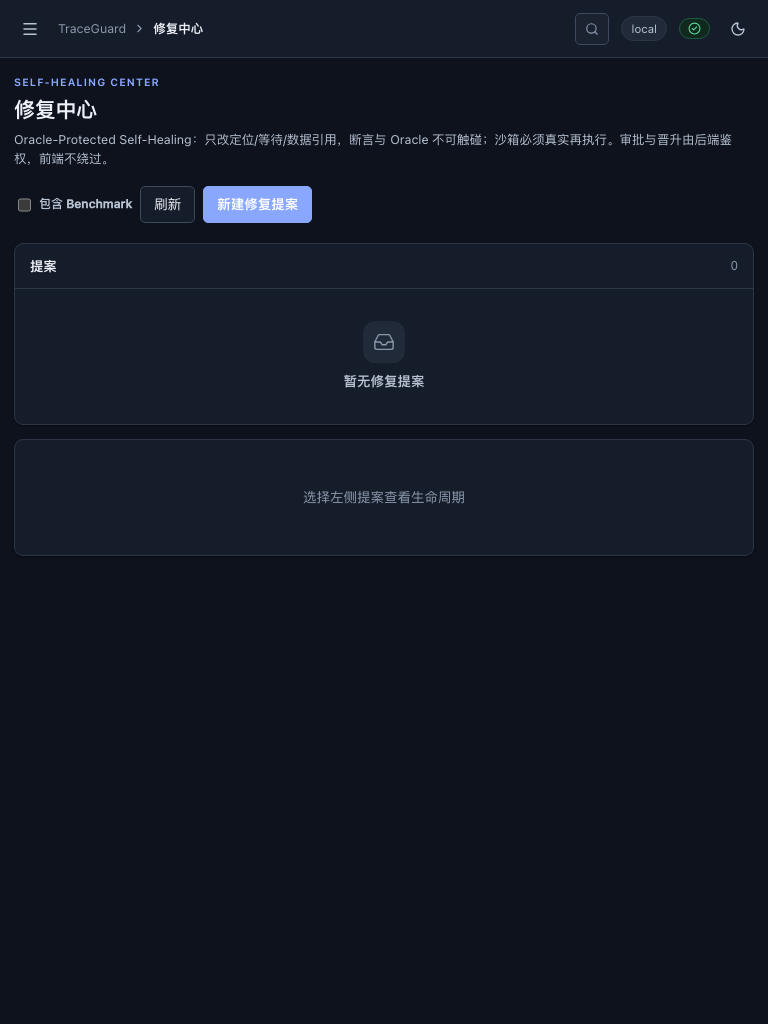 TraceGuard > 修复中心
local
SELF-HEALING CENTER
修复中心
Oracle-Protected Self-Healing：只改定位/等待/数据引用，断言与 Oracle 不可触碰；沙箱必须真实再执行。审批与晋升由后端鉴
权，前端不绕过。
包含 Benchmark 刷新 新建修复提案
提案 0
暂无修复提案
选择左侧提案查看生命周期